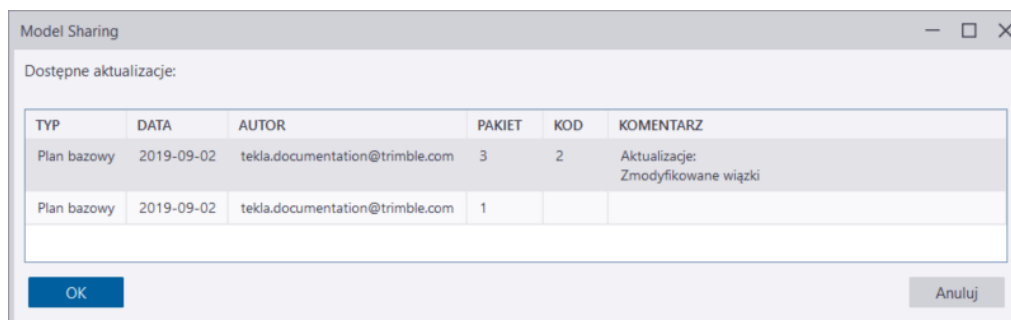 Model Sharing
Dostępne aktualizacje:
TYP DATA AUTOR PAKIET KOD KOMENTARZ
Plan bazowy 2019-09-02 tekla.documentation@trimble.com 3 2 Aktualizacje:
Zmodyfikowane wiązki
Plan bazowy 2019-09-02 tekla.documentation@trimble.com 1
OK Anuluj